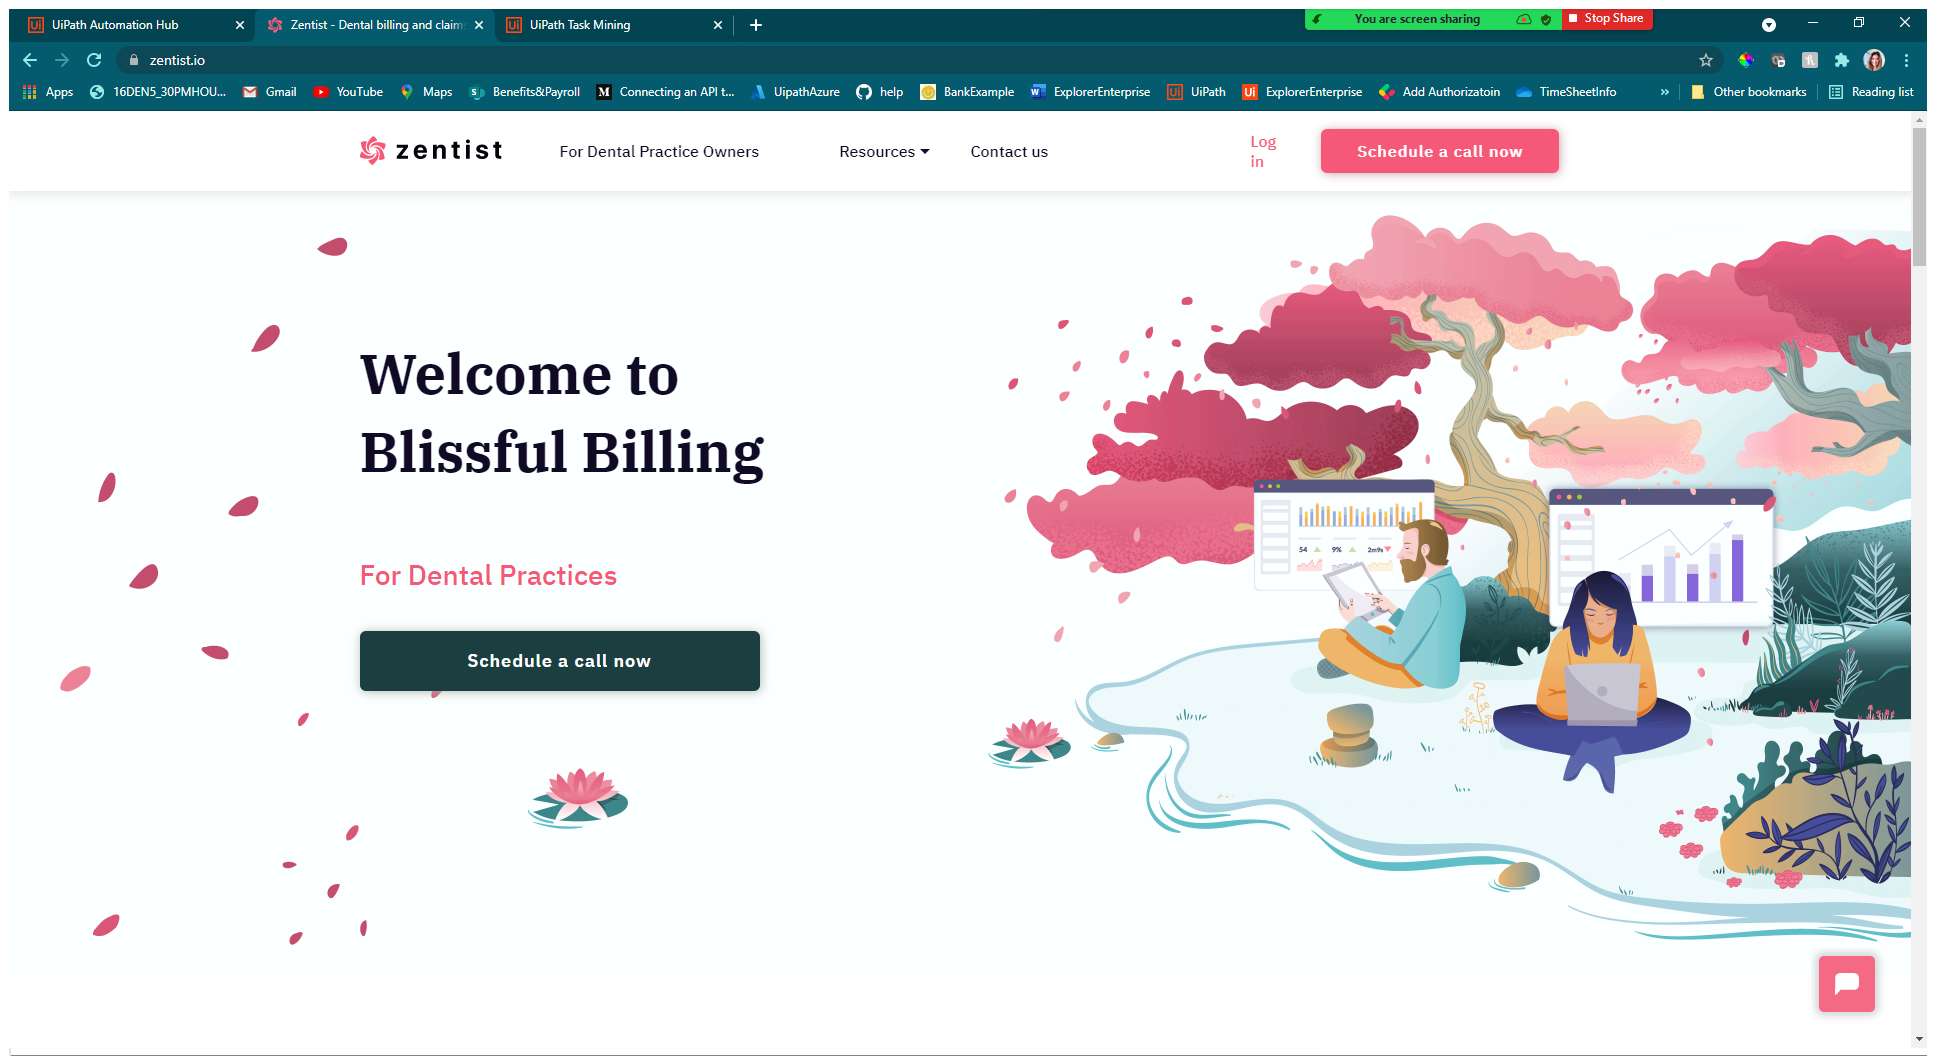 UiPath Automation Hub
Zentist - Dental billing and claim
UiPath Task Mining
You are screen sharing
Stop Share
zentist.io
Apps
16DEN5_30PMHOU...
Gmail
YouTube
Maps
Benefits&Payroll
Connecting an API t...
UipathAzure
help
BankExample
ExplorerEnterprise
UiPath
ExplorerEnterprise
Add Authorizatoin
TimeSheetInfo
»
Other bookmarks
Reading list
zentist
For Dental Practice Owners
Resources
Contact us
Log
in
Schedule a call now
Welcome to
Blissful Billing
For Dental Practices
Schedule a call now
54
9%
2m9s